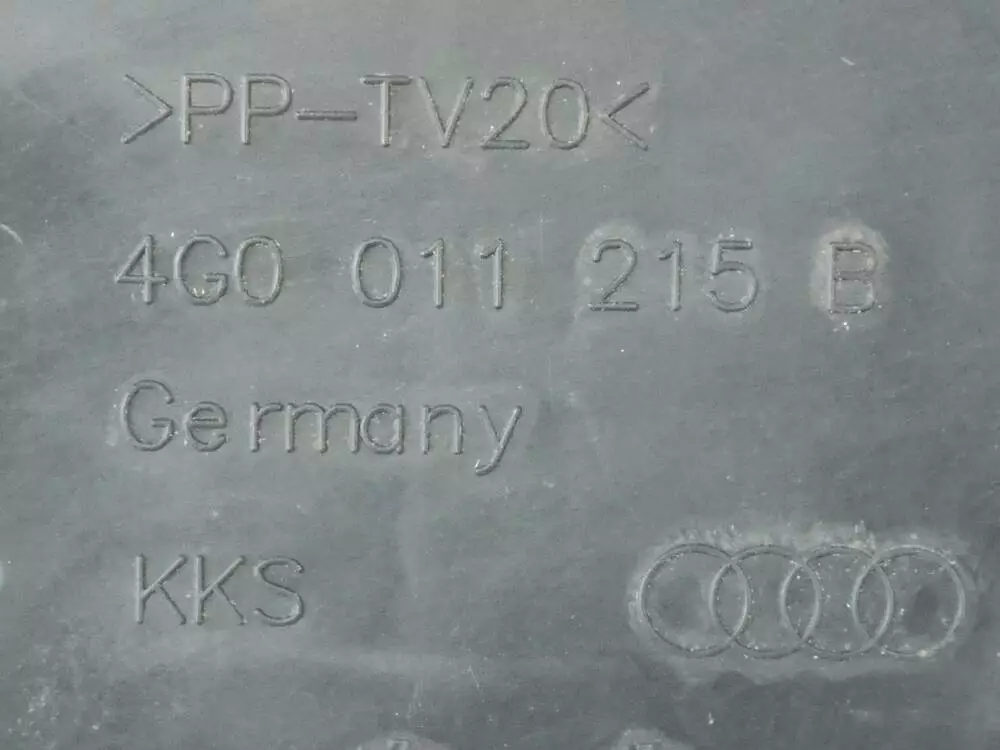 >PP-TV20<
4G0 011 215 B
Germany
KKS